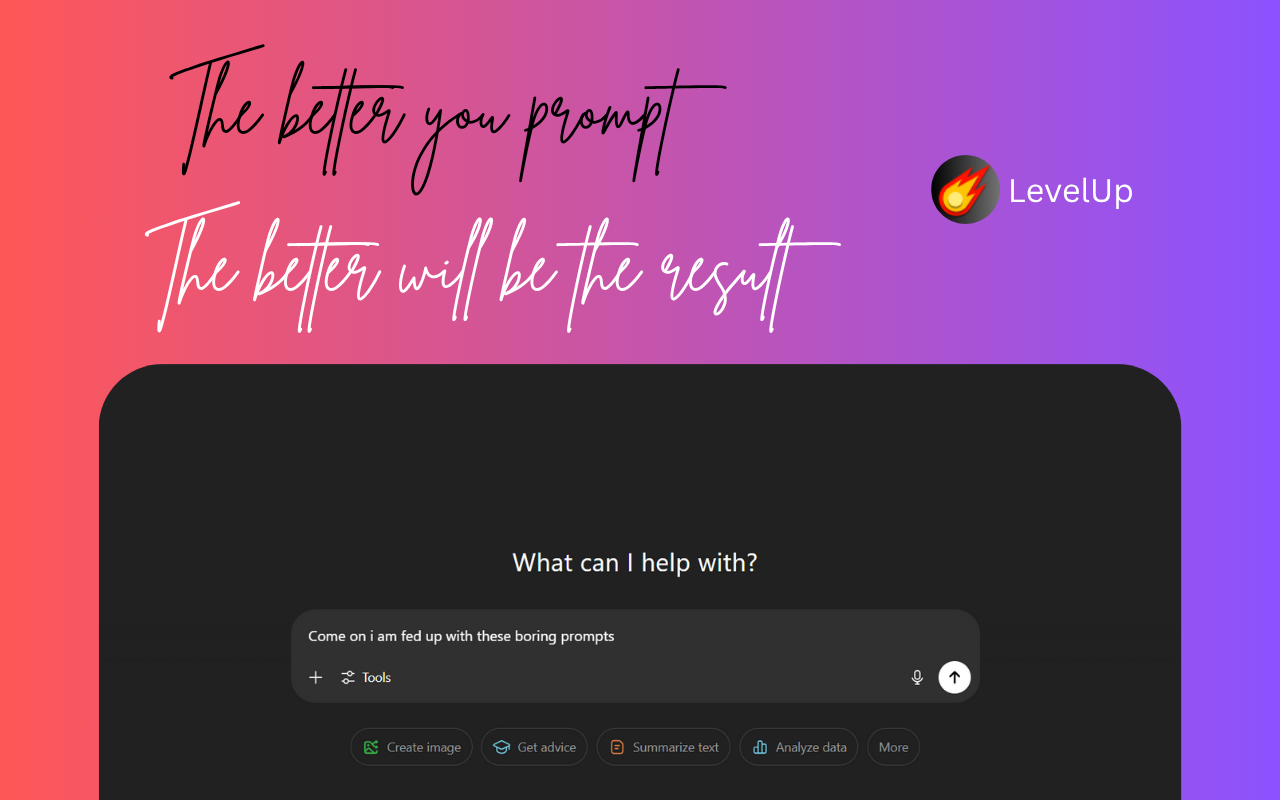 The better you prompt
The better will be the result
LevelUp
What can I help with?
Come on i am fed up with these boring prompts
Tools
Create image
Get advice
Summarize text
Analyze data
More